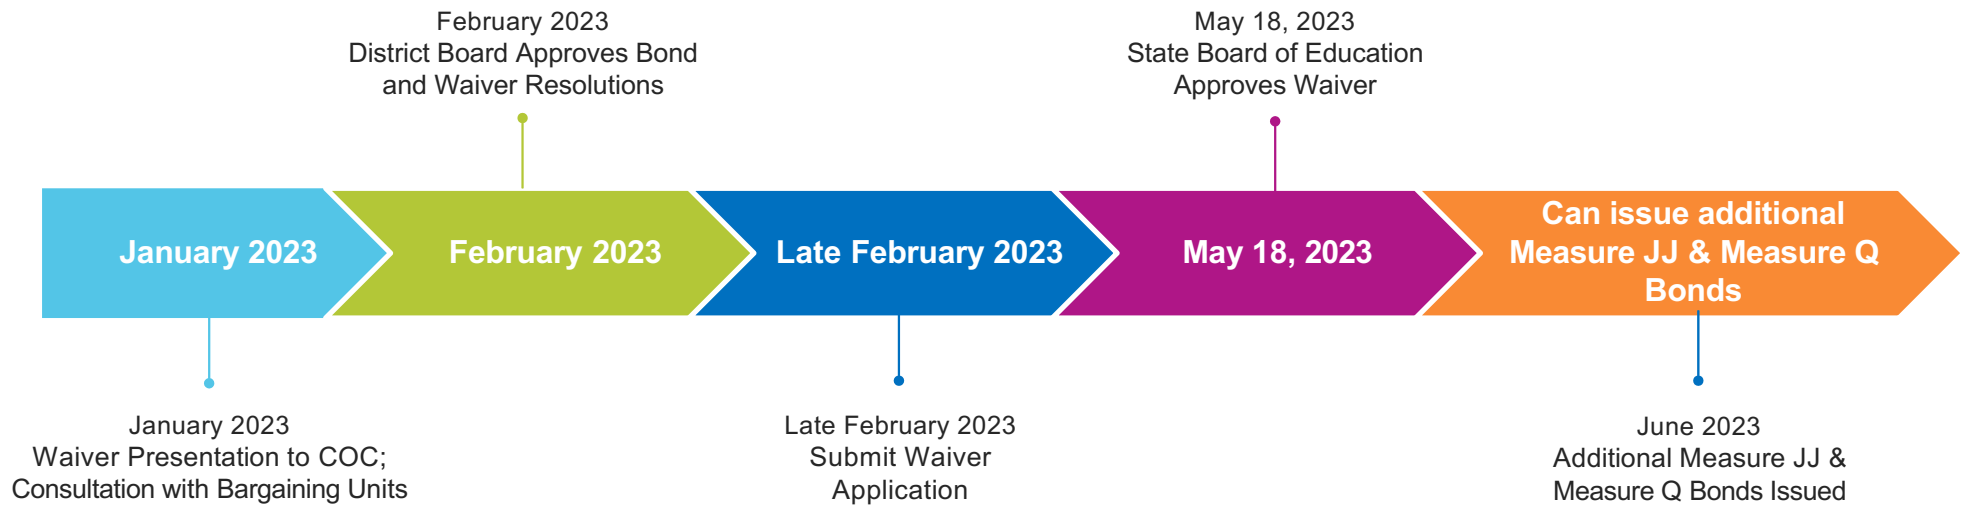 February 2023
District Board Approves Bond
and Waiver Resolutions
May 18, 2023
State Board of Education
Approves Waiver
January 2023
February 2023
Late February 2023
May 18, 2023
Can issue additional
Measure JJ & Measure Q
Bonds
January 2023
Waiver Presentation to COC;
Consultation with Bargaining Units
Late February 2023
Submit Waiver
Application
June 2023
Additional Measure JJ &
Measure Q Bonds Issued